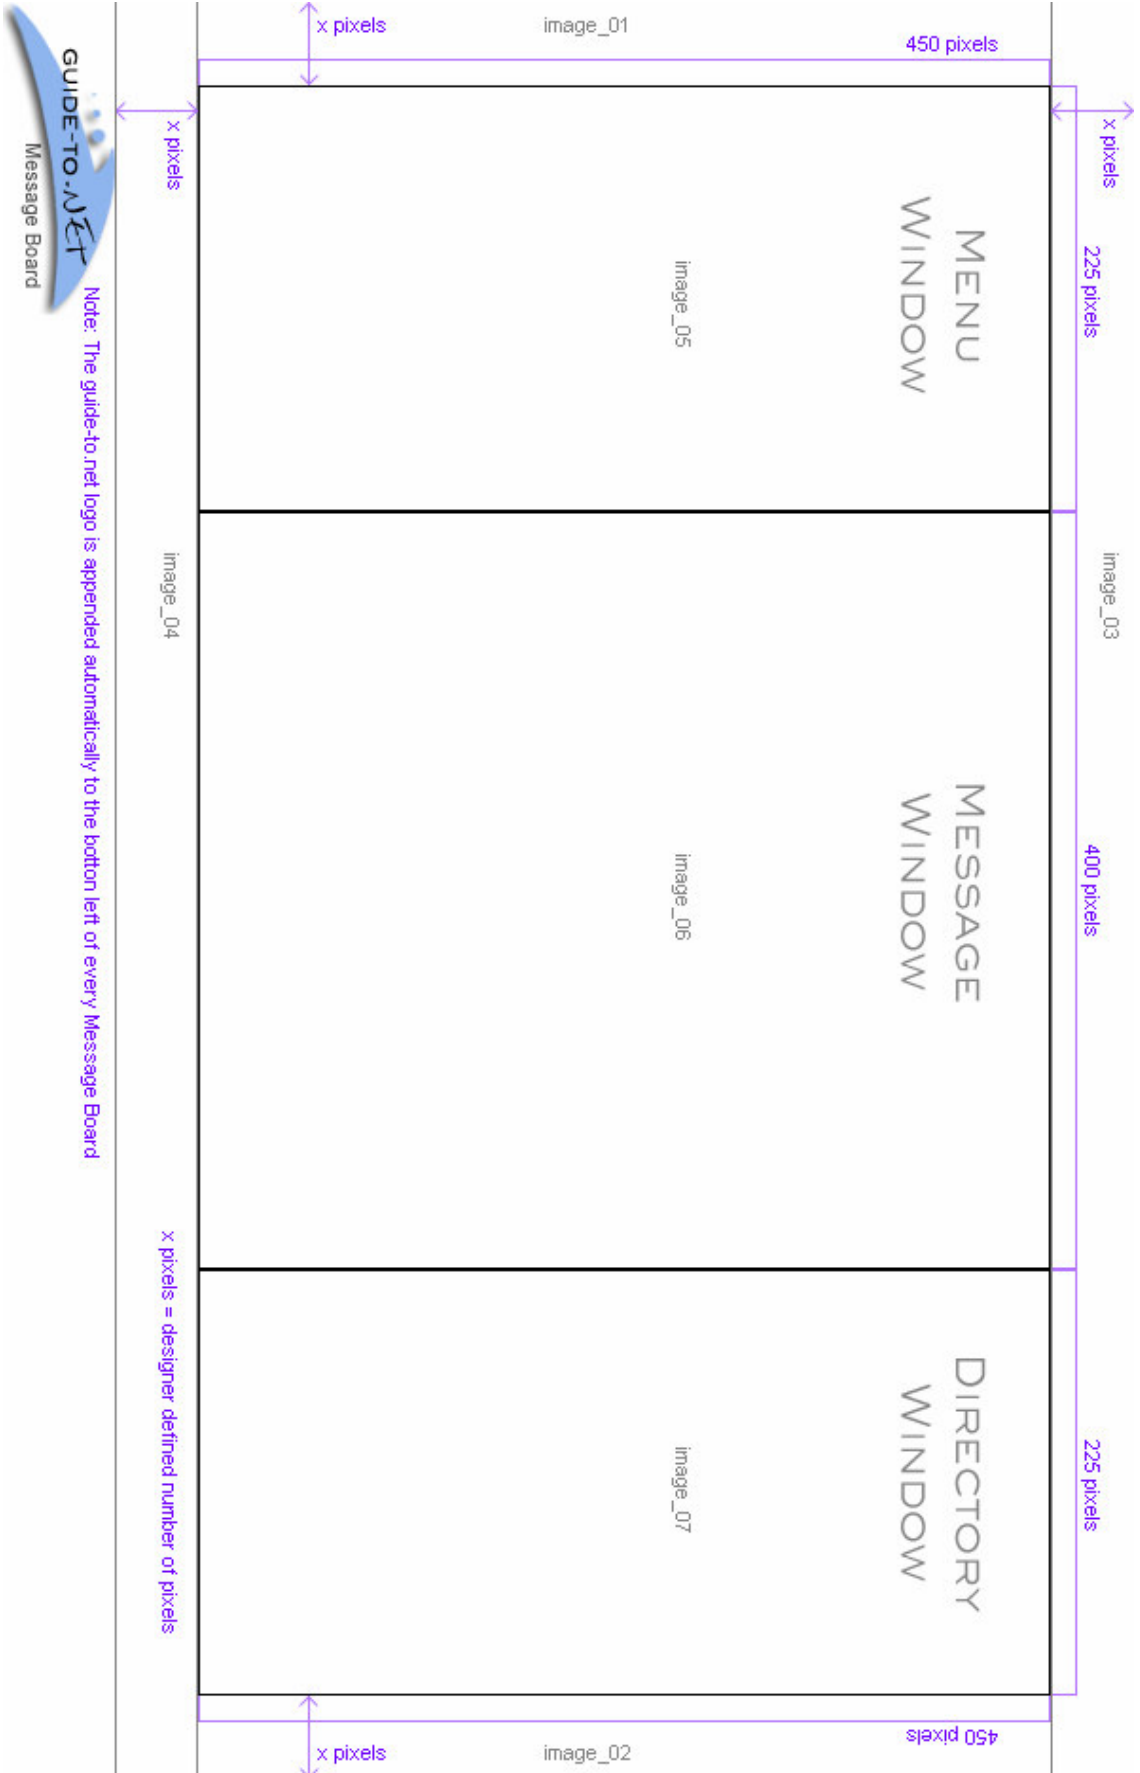 x pixels
image_03
225 pixels
400 pixels
225 pixels
x pixels
image_01
450 pixels
MENU
WINDOW
image_05
MESSAGE
WINDOW
image_06
DIRECTORY
WINDOW
image_07
450 pixels
x pixels
image_02
x pixels
image_04
x pixels = designer defined number of pixels
Note: The guide-to.net logo is appended automatically to the botton left of every Message Board
GUIDE-TO.NET
Message Board